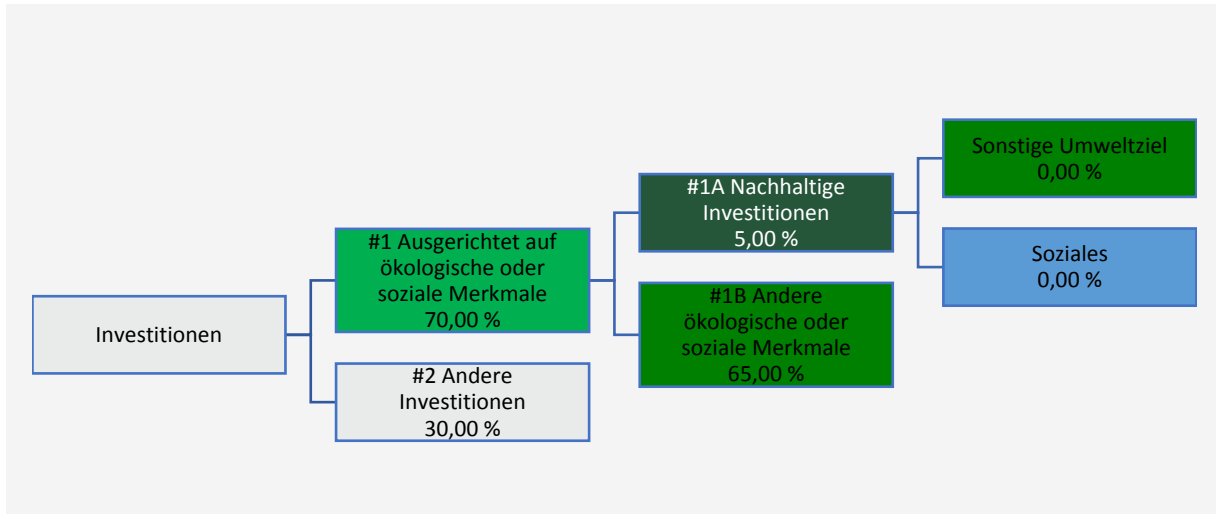 Investitionen
#1 Ausgerichtet auf
ökologische oder
soziale Merkmale
70,00 %
#2 Andere
Investitionen
30,00 %
#1A Nachhaltige
Investitionen
5,00 %
#1B Andere
ökologische oder
soziale Merkmale
65,00 %
Sonstige Umweltziel
0,00 %
Soziales
0,00 %